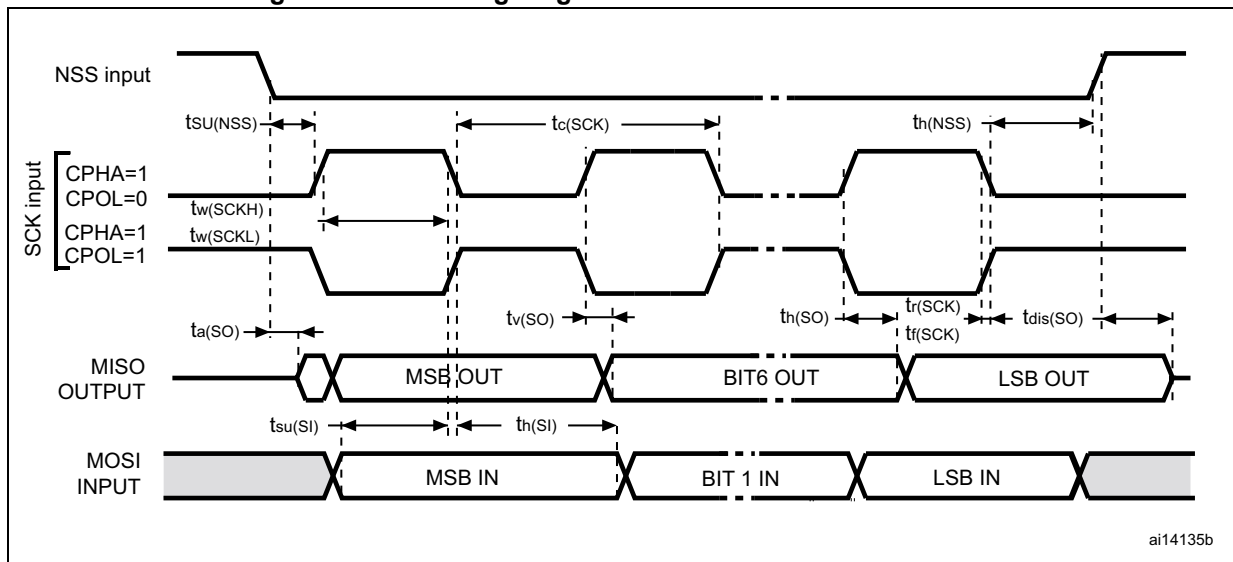 NSS input
tSU(NSS)
tc(SCK)
th(NSS)
SCK input
CPHA=1
CPOL=0
tw(SCKH)
CPHA=1
tw(SCKL)
CPOL=1
ta(SO)
tv(SO)
th(SO)
tr(SCK)
tf(SCK)
tdis(SO)
MISO
OUTPUT
MSB OUT
BIT6 OUT
LSB OUT
tsu(SI)
th(SI)
MOSI
INPUT
MSB IN
BIT 1 IN
LSB IN
ai14135b